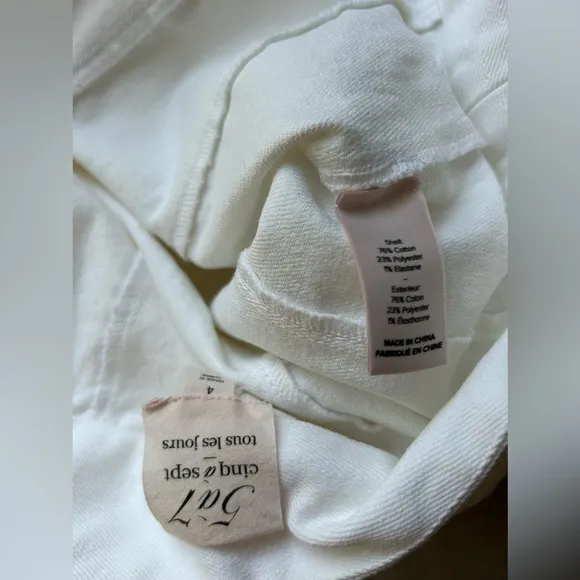 Shell:
76% Cotton
23% Polyester
1% Elastane
–
Exterieur
76% Coton
23% Polyester
1% Élasthanne
MADE IN CHINA
FABRIQUÉ EN CHINE
5à7
cinq à sept
–
tous les jours
4